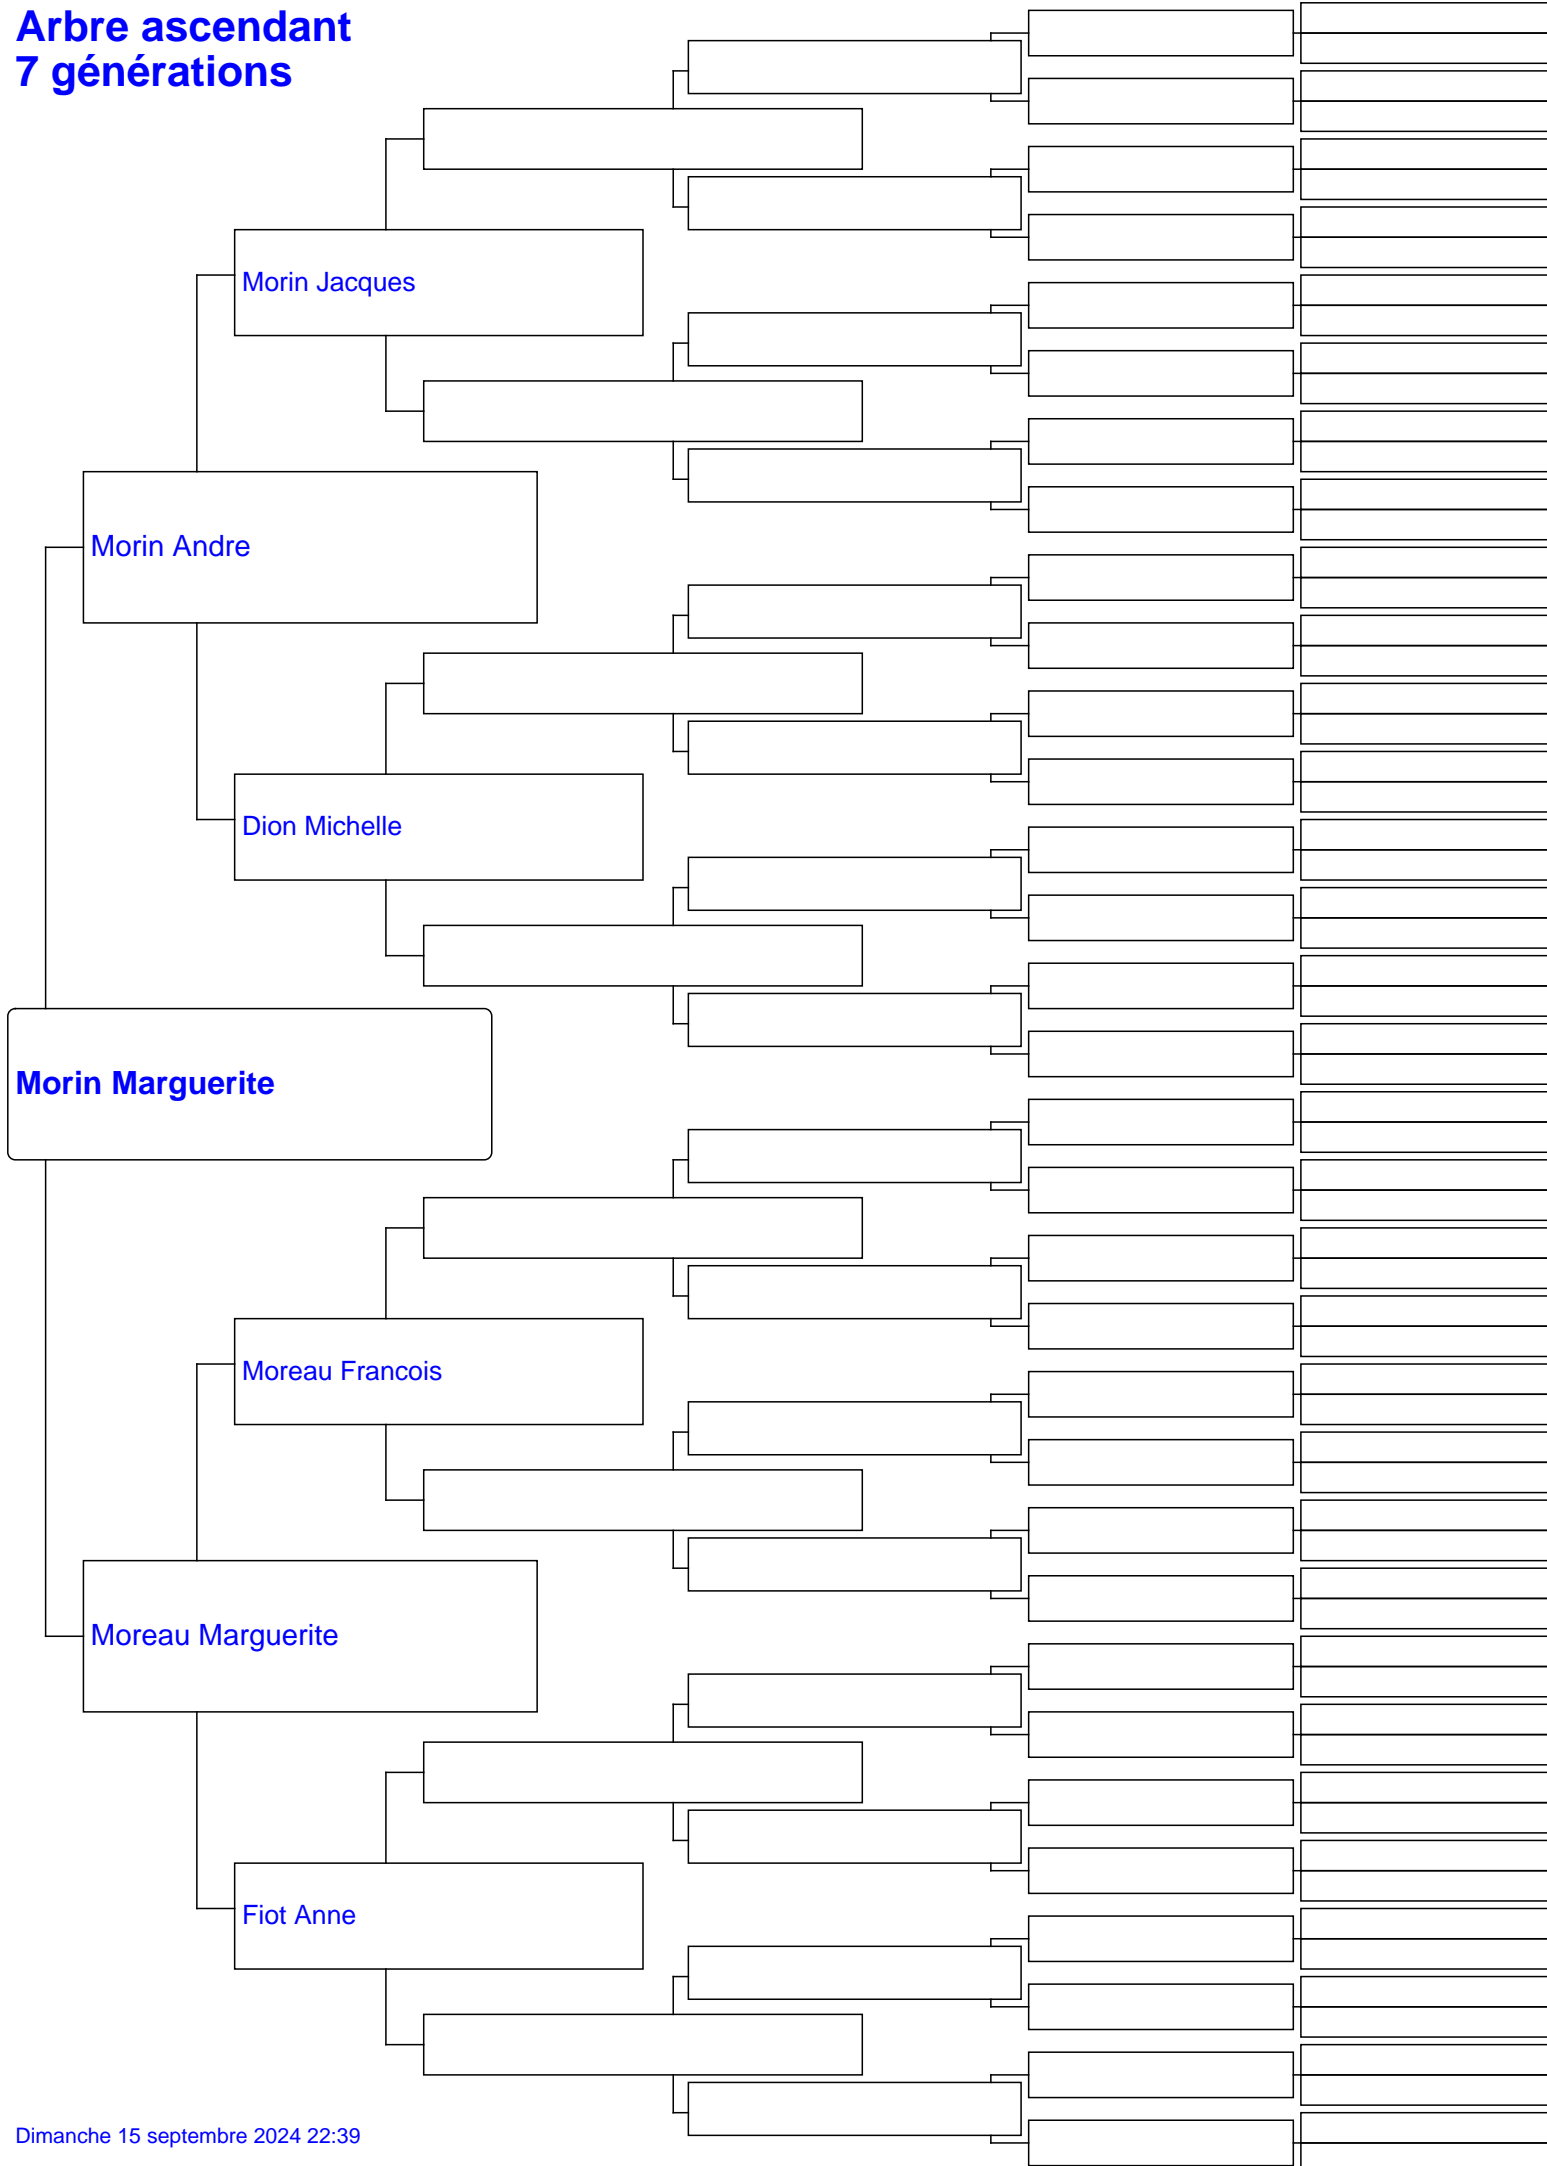 Arbre ascendant
7 générations
Morin Jacques
Morin Andre
Dion Michelle
Morin Marguerite
Moreau Francois
Moreau Marguerite
Fiot Anne
Dimanche 15 septembre 2024 22:39